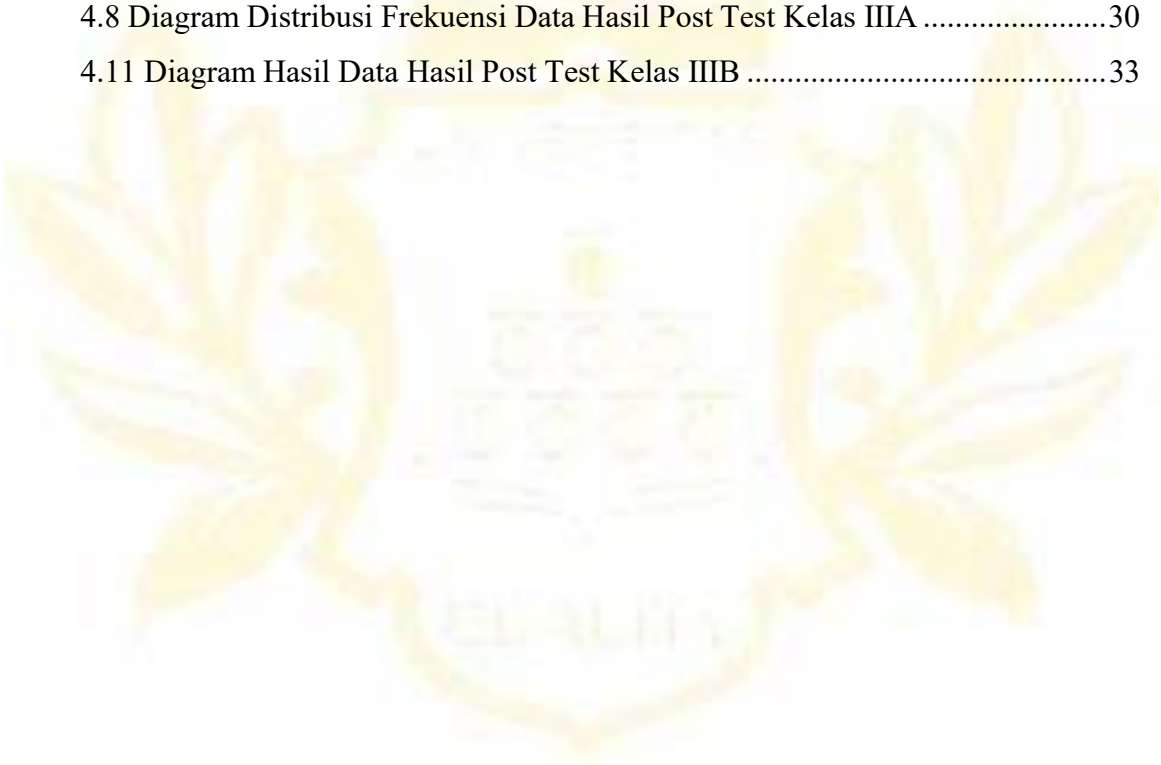 4.8 Diagram Distribusi Frekuensi Data Hasil Post Test Kelas IIIA .......................30
4.11 Diagram Hasil Data Hasil Post Test Kelas IIIB .............................................33